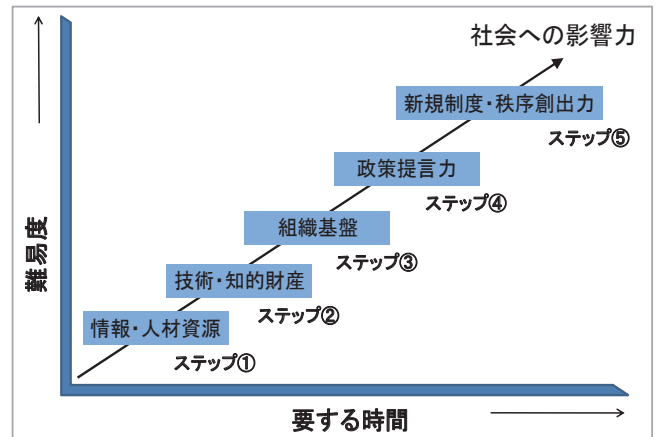 社会への影響力
新規制度・秩序創出力
ステップ⑤
政策提言力
ステップ④
組織基盤
ステップ③
技術・知的財産
ステップ②
情報・人材資源
ステップ①
難易度
要する時間